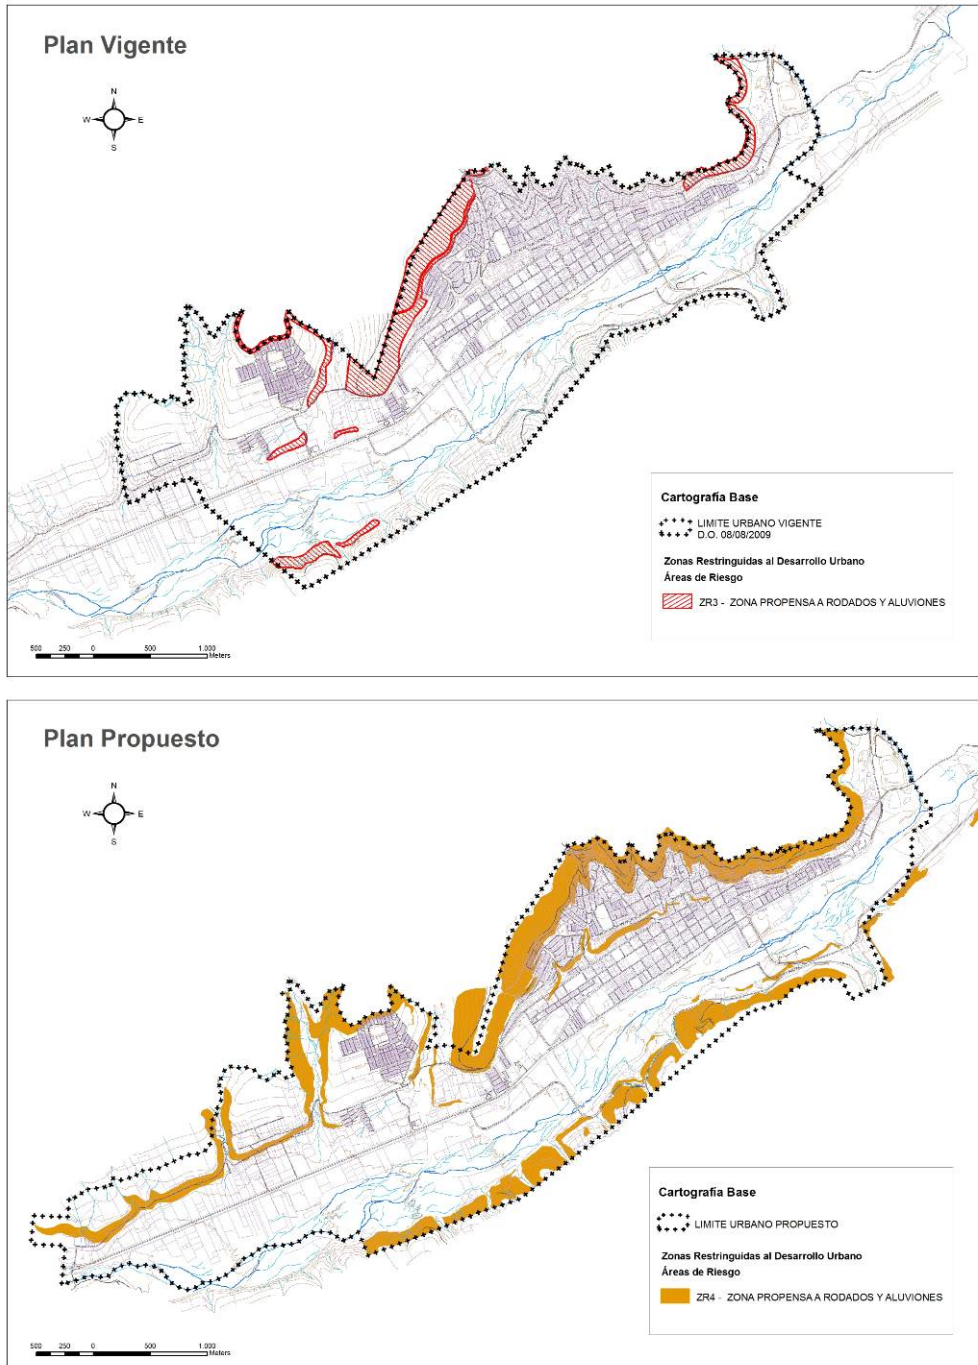 Plan Vigente
N
W E
S
Cartografía Base
LIMITE URBANO VIGENTE
D.O. 08/08/2009
Zonas Restringuidas al Desarrollo Urbano
Áreas de Riesgo
ZR3 - ZONA PROPENSA A RODADOS Y ALUVIONES
500 250 0 500 1.000
Meters
Plan Propuesto
N
W E
S
Cartografía Base
LIMITE URBANO PROPUESTO
Zonas Restringuidas al Desarrollo Urbano
Áreas de Riesgo
ZR4 - ZONA PROPENSA A RODADOS Y ALUVIONES
500 250 0 500 1.000
Meters